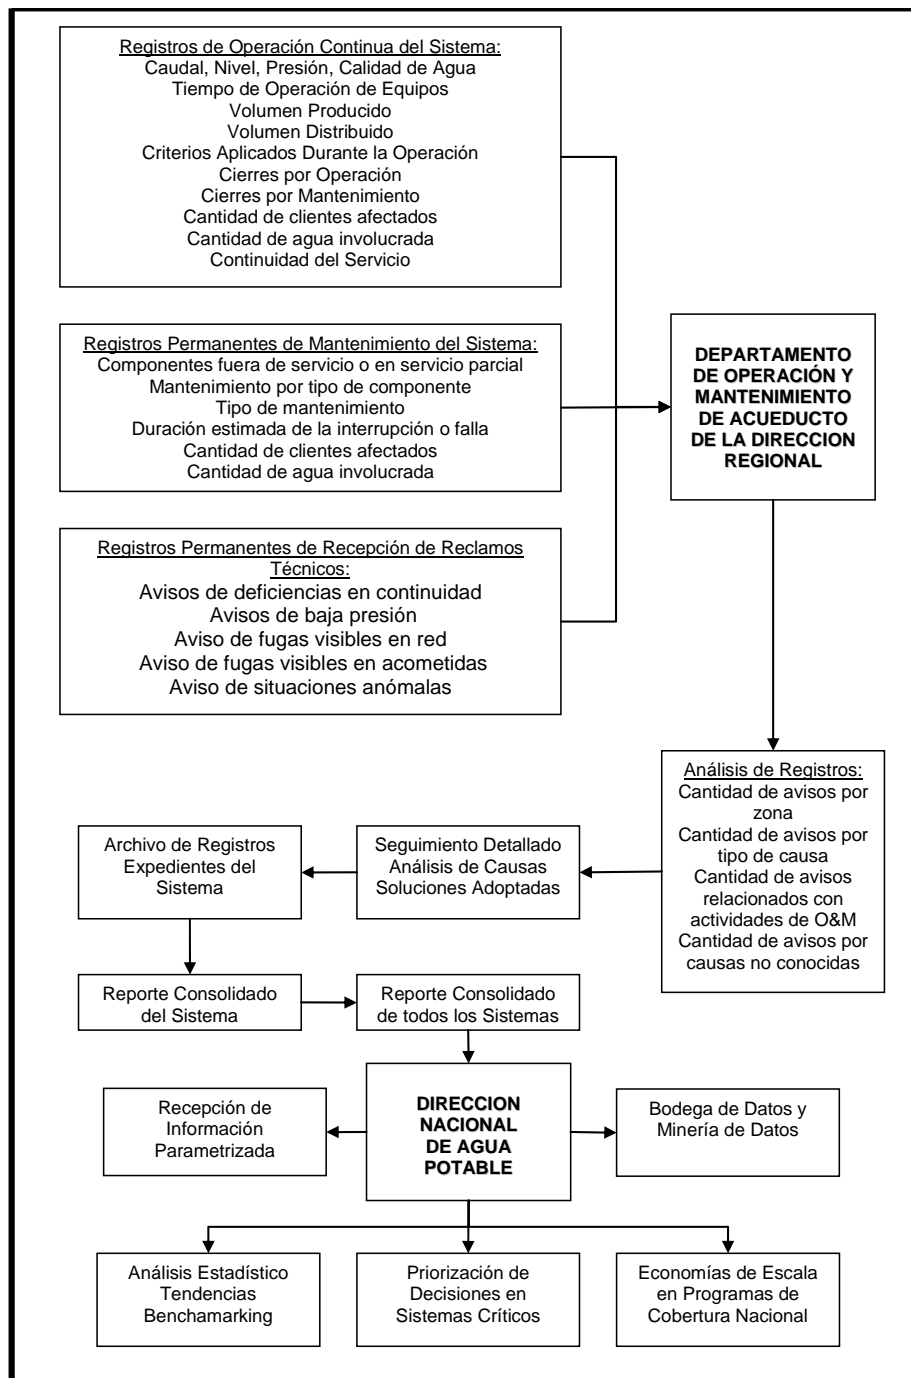 Registros de Operación Continua del Sistema:
Caudal, Nivel, Presión, Calidad de Agua
Tiempo de Operación de Equipos
Volumen Producido
Volumen Distribuido
Criterios Aplicados Durante la Operación
Cierres por Operación
Cierres por Mantenimiento
Cantidad de clientes afectados
Cantidad de agua involucrada
Continuidad del Servicio
Registros Permanentes de Mantenimiento del Sistema:
Componentes fuera de servicio o en servicio parcial
Mantenimiento por tipo de componente
Tipo de mantenimiento
Duración estimada de la interrupción o falla
Cantidad de clientes afectados
Cantidad de agua involucrada
DEPARTAMENTO
DE OPERACIÓN Y
MANTENIMIENTO
DE ACUEDUCTO
DE LA DIRECCION
REGIONAL
Registros Permanentes de Recepción de Reclamos
Técnicos:
Avisos de deficiencias en continuidad
Avisos de baja presión
Aviso de fugas visibles en red
Aviso de fugas visibles en acometidas
Aviso de situaciones anómalas
Análisis de Registros:
Cantidad de avisos por
zona
Cantidad de avisos por
tipo de causa
Cantidad de avisos
relacionados con
actividades de O&M
Cantidad de avisos por
causas no conocidas
Seguimiento Detallado
Análisis de Causas
Soluciones Adoptadas
Archivo de Registros
Expedientes del
Sistema
Reporte Consolidado
del Sistema
Reporte Consolidado
de todos los Sistemas
DIRECCION
NACIONAL
DE AGUA
POTABLE
Recepción de
Información
Parametrizada
Bodega de Datos y
Minería de Datos
Análisis Estadístico
Tendencias
Benchamarking
Priorización de
Decisiones en
Sistemas Críticos
Economías de Escala
en Programas de
Cobertura Nacional